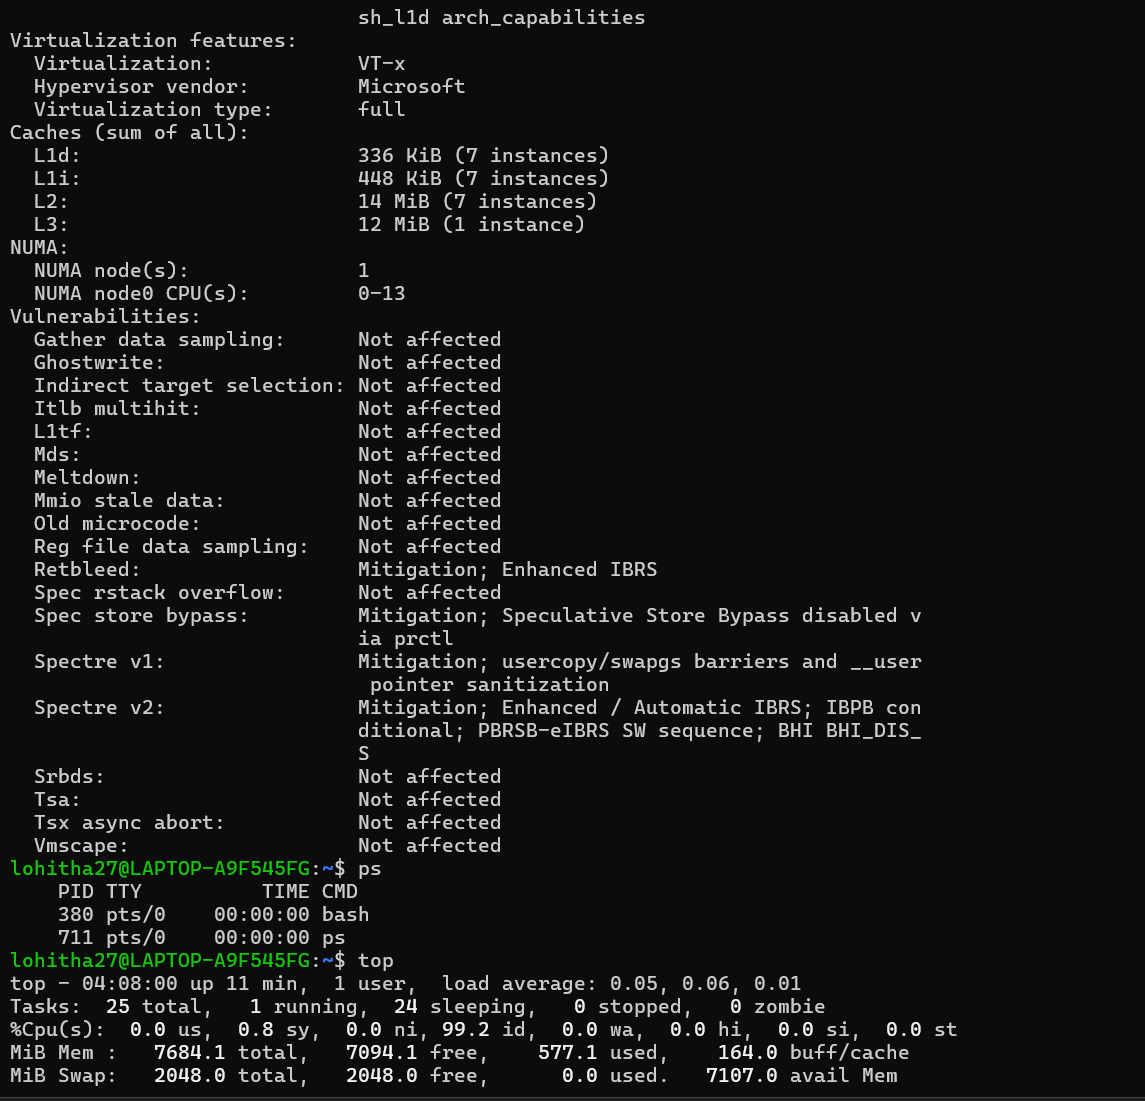 sh_l1d arch_capabilities
Virtualization features:
Virtualization: VT-x
Hypervisor vendor: Microsoft
Virtualization type: full
Caches (sum of all):
L1d: 336 KiB (7 instances)
L1i: 448 KiB (7 instances)
L2: 14 MiB (7 instances)
L3: 12 MiB (1 instance)
NUMA:
NUMA node(s): 1
NUMA node0 CPU(s): 0-13
Vulnerabilities:
Gather data sampling: Not affected
Ghostwrite: Not affected
Indirect target selection: Not affected
Itlb multihit: Not affected
L1tf: Not affected
Mds: Not affected
Meltdown: Not affected
Mmio stale data: Not affected
Old microcode: Not affected
Reg file data sampling: Not affected
Retbleed: Mitigation; Enhanced IBRS
Spec rstack overflow: Not affected
Spec store bypass: Mitigation; Speculative Store Bypass disabled v
ia prctl
Spectre v1: Mitigation; usercopy/swapgs barriers and __user
pointer sanitization
Spectre v2: Mitigation; Enhanced / Automatic IBRS; IBPB con
ditional; PBRSB-eIBRS SW sequence; BHI BHI_DIS_
S
Srbds: Not affected
Tsa: Not affected
Tsx async abort: Not affected
Vmscape: Not affected
lohitha27@LAPTOP-A9F545FG:~$ ps
PID TTY TIME CMD
380 pts/0 00:00:00 bash
711 pts/0 00:00:00 ps
lohitha27@LAPTOP-A9F545FG:~$ top
top - 04:08:00 up 11 min, 1 user, load average: 0.05, 0.06, 0.01
Tasks: 25 total, 1 running, 24 sleeping, 0 stopped, 0 zombie
%Cpu(s): 0.0 us, 0.8 sy, 0.0 ni, 99.2 id, 0.0 wa, 0.0 hi, 0.0 si, 0.0 st
MiB Mem : 7684.1 total, 7094.1 free, 577.1 used, 164.0 buff/cache
MiB Swap: 2048.0 total, 2048.0 free, 0.0 used. 7107.0 avail Mem